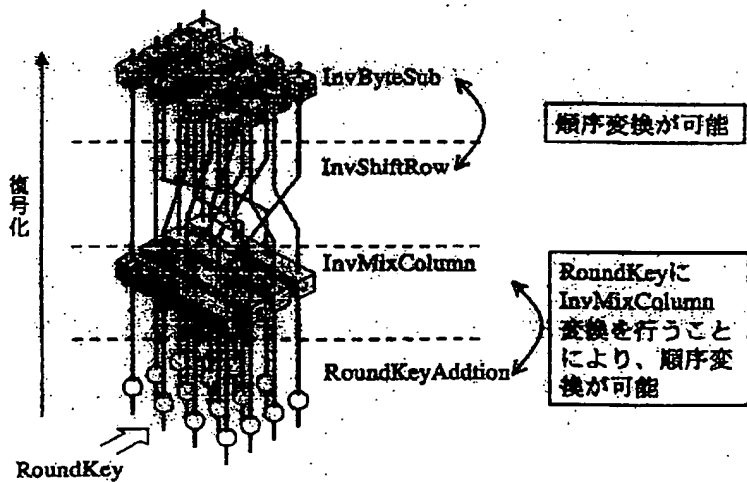 InvByteSub
順序変換が可能
InvShiftRow
復号化
InvMixColumn
RoundKeyに
InvMixColumn
変換を行うこと
により、順序変
換が可能
RoundKeyAddtion
RoundKey